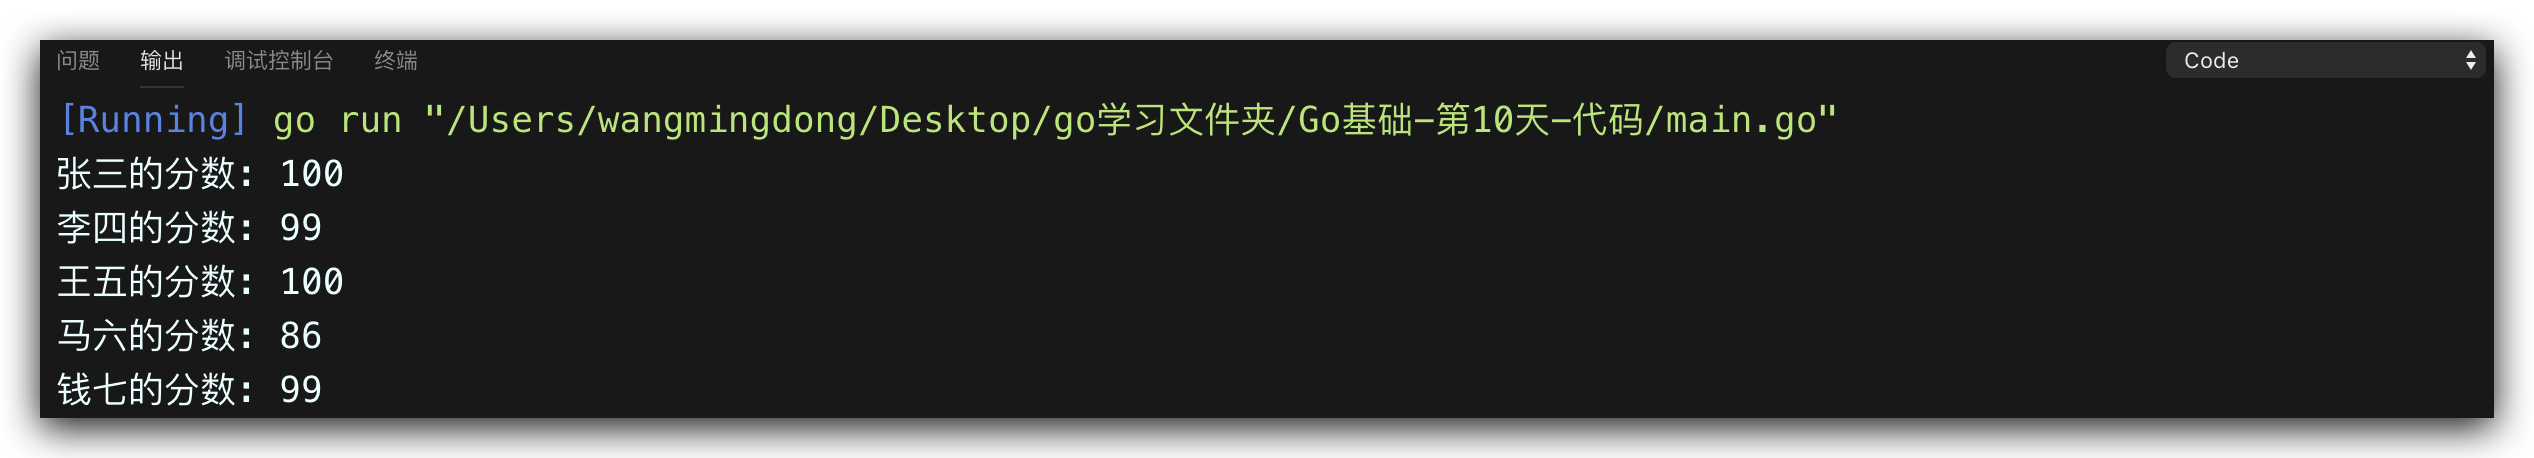 问题 输出 调试控制台 终端 Code
[Running] go run "/Users/wangmingdong/Desktop/go学习文件夹/Go基础-第10天-代码/main.go"
张三的分数: 100
李四的分数: 99
王五的分数: 100
马六的分数: 86
钱七的分数: 99